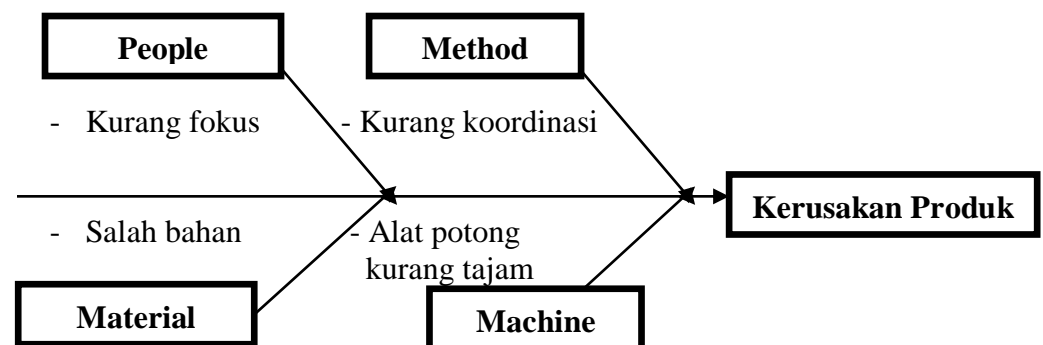 People
Method
- Kurang fokus
- Kurang koordinasi
Kerusakan Produk
- Salah bahan
- Alat potong
kurang tajam
Material
Machine